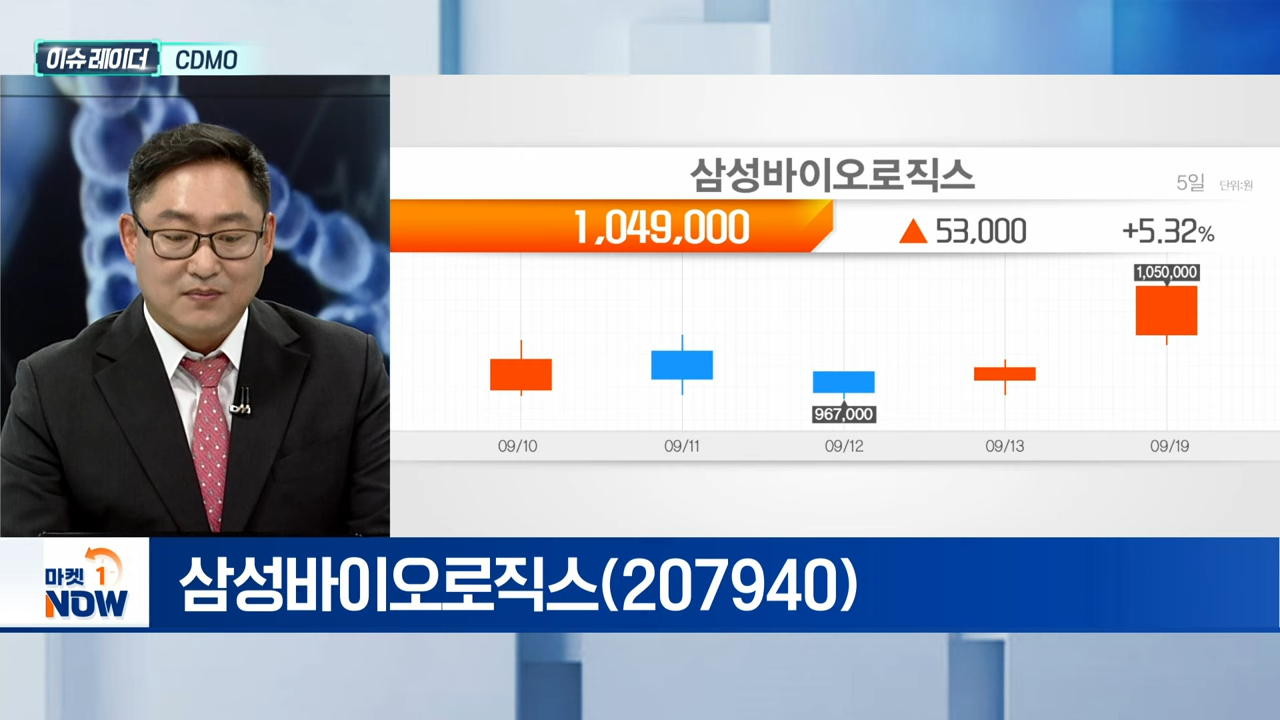 이슈레이더 CDMO
삼성바이오로직스
5일 단위:원
1,049,000 ▲ 53,000 +5.32%
1,050,000
967,000
09/10 09/11 09/12 09/13 09/19
마켓 1
NOW
삼성바이오로직스(207940)